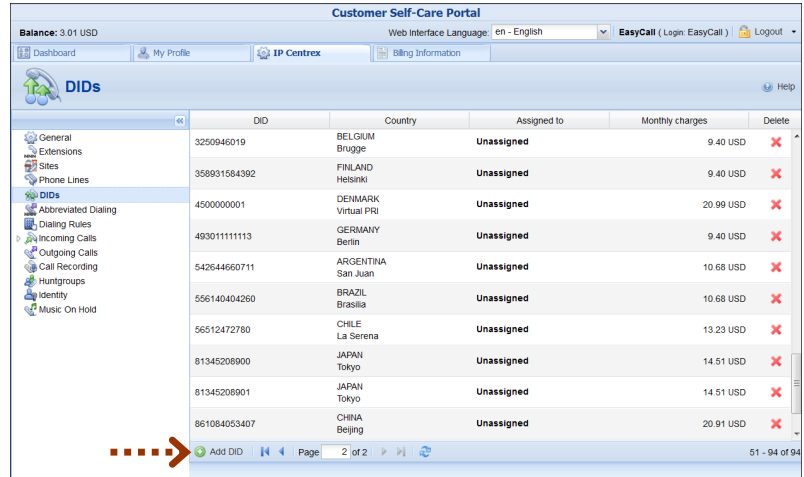 Customer Self-Care Portal
Balance: 3.01 USD Web Interface Language: en - English EasyCall ( Login: EasyCall ) Logout
Dashboard My Profile IP Centrex Billing Information
DIDs Help
DID Country Assigned to Monthly charges Delete
General
Extensions
Sites
Phone Lines
DIDs
Abbreviated Dialing
Dialing Rules
Incoming Calls
Outgoing Calls
Call Recording
Huntgroups
Identity
Music On Hold
3250946019 BELGIUM Unassigned 9.40 USD
Brugge
358931584392 FINLAND Unassigned 9.40 USD
Helsinki
4500000001 DENMARK Unassigned 20.99 USD
Virtual PRI
493011111113 GERMANY Unassigned 9.40 USD
Berlin
542644660711 ARGENTINA Unassigned 10.68 USD
San Juan
556140404260 BRAZIL Unassigned 10.68 USD
Brasilia
56512472780 CHILE Unassigned 13.23 USD
La Serena
81345208900 JAPAN Unassigned 14.51 USD
Tokyo
81345208901 JAPAN Unassigned 14.51 USD
Tokyo
861084053407 CHINA Unassigned 20.91 USD
Beijing
Add DID Page 2 of 2 51 - 94 of 94